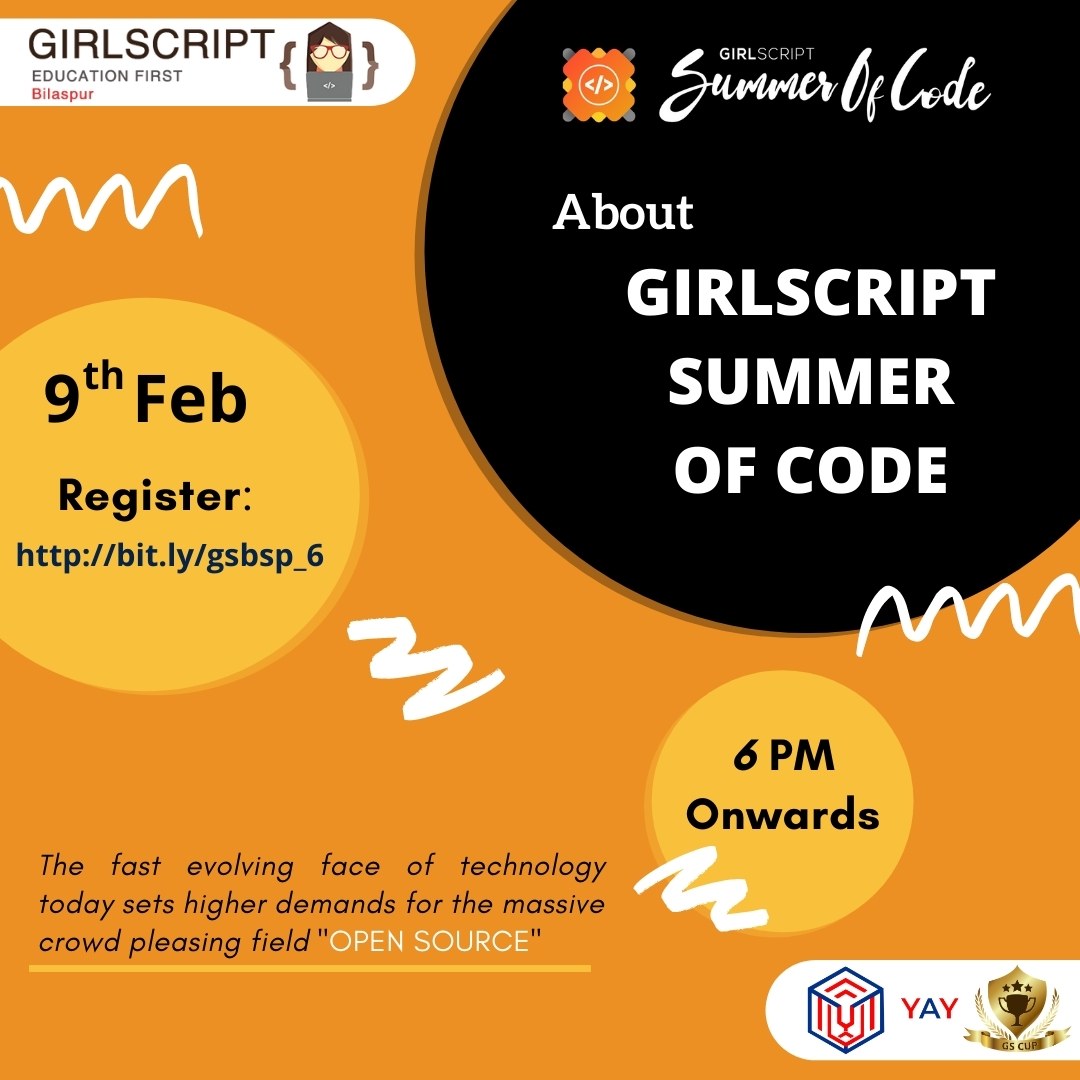 GIRLSCRIPT
EDUCATION FIRST
Bilaspur
{ </> }
</>
GIRLSCRIPT
Summer Of Code
About
GIRLSCRIPT
SUMMER
OF CODE
9th Feb
Register:
http://bit.ly/gsbsp_6
6 PM
Onwards
The fast evolving face of technology
today sets higher demands for the massive
crowd pleasing field "OPEN SOURCE"
YAY
GS CUP